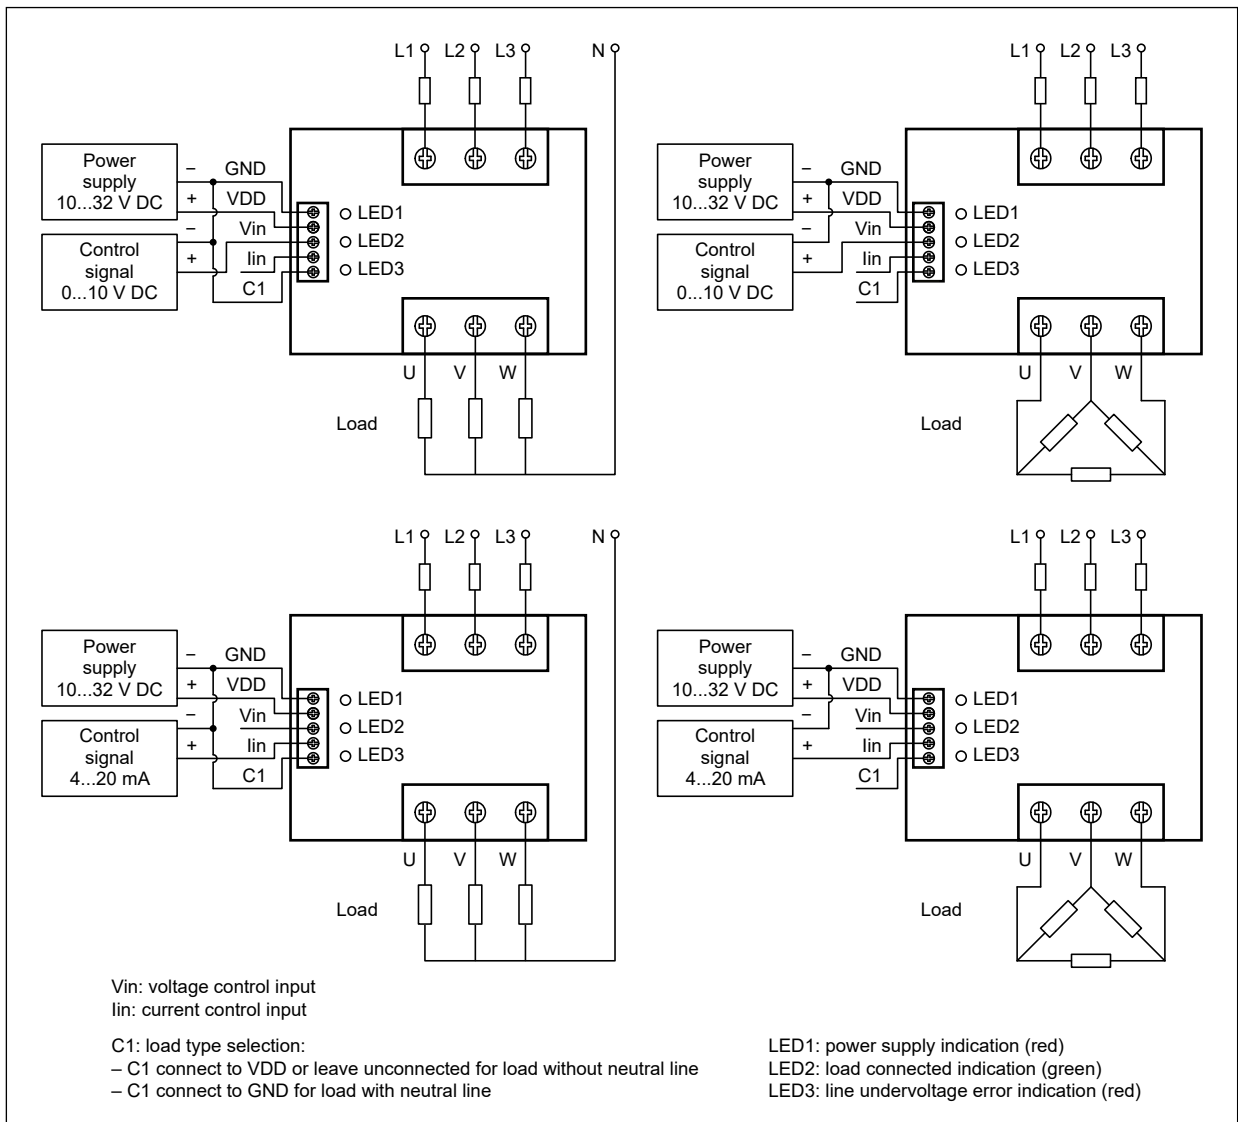 L1 L2 L3 N
Power
supply
10...32 V DC
– GND
+ VDD
– Vin
+ Iin
C1
Control
signal
0...10 V DC
LED1
LED2
LED3
U V W
Load
L1 L2 L3
Power
supply
10...32 V DC
– GND
+ VDD
– Vin
+ Iin
C1
Control
signal
0...10 V DC
LED1
LED2
LED3
U V W
Load
L1 L2 L3 N
Power
supply
10...32 V DC
– GND
+ VDD
– Vin
+ Iin
C1
Control
signal
4...20 mA
LED1
LED2
LED3
U V W
Load
L1 L2 L3
Power
supply
10...32 V DC
– GND
+ VDD
– Vin
+ Iin
C1
Control
signal
4...20 mA
LED1
LED2
LED3
U V W
Load
Vin: voltage control input
Iin: current control input
C1: load type selection:
– C1 connect to VDD or leave unconnected for load without neutral line
– C1 connect to GND for load with neutral line
LED1: power supply indication (red)
LED2: load connected indication (green)
LED3: line undervoltage error indication (red)